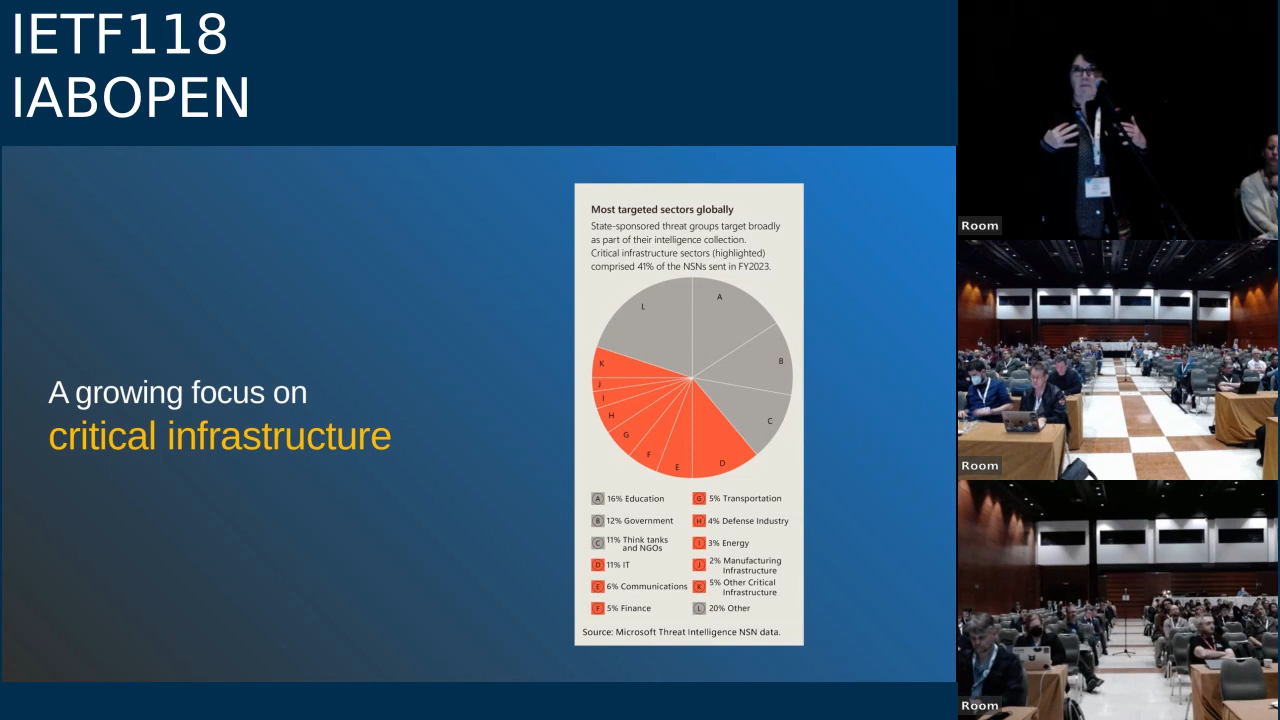 IETF118
IABOPEN
A growing focus on
critical infrastructure
Most targeted sectors globally
State-sponsored threat groups target broadly
as part of their intelligence collection.
Critical infrastructure sectors (highlighted)
comprised 41% of the NSNs sent in FY2023.
L
A
K
B
J
I
H
C
G
F
D
E
A 16% Education
B 12% Government
C 11% Think tanks
and NGOs
D 11% IT
E 6% Communications
F 5% Finance
G 5% Transportation
H 4% Defense Industry
I 3% Energy
J 2% Manufacturing
Infrastructure
K 5% Other Critical
Infrastructure
L 20% Other
Source: Microsoft Threat Intelligence NSN data.
Room
Room
Room